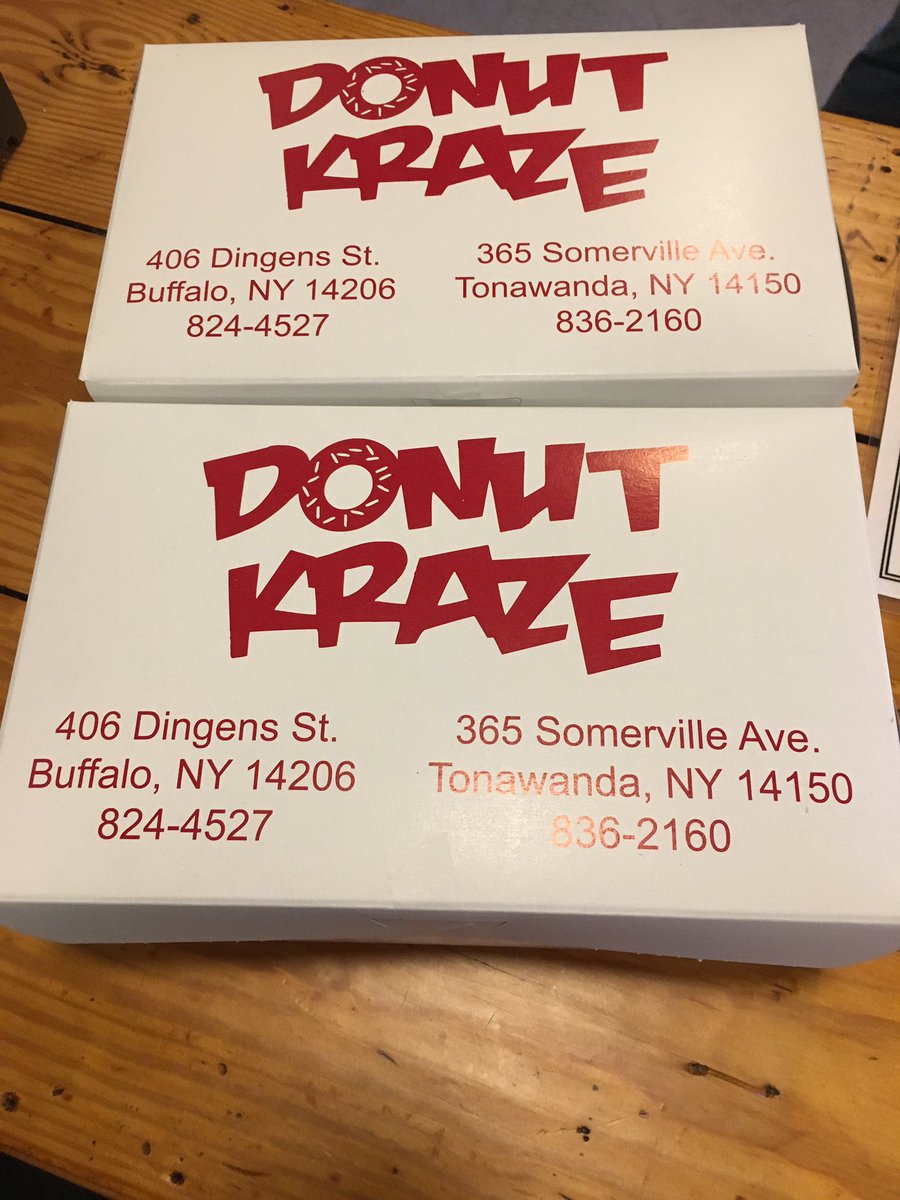 DONUT
KRAZE
406 Dingens St.
Buffalo, NY 14206
824-4527
365 Somerville Ave.
Tonawanda, NY 14150
836-2160
DONUT
KRAZE
406 Dingens St.
Buffalo, NY 14206
824-4527
365 Somerville Ave.
Tonawanda, NY 14150
836-2160